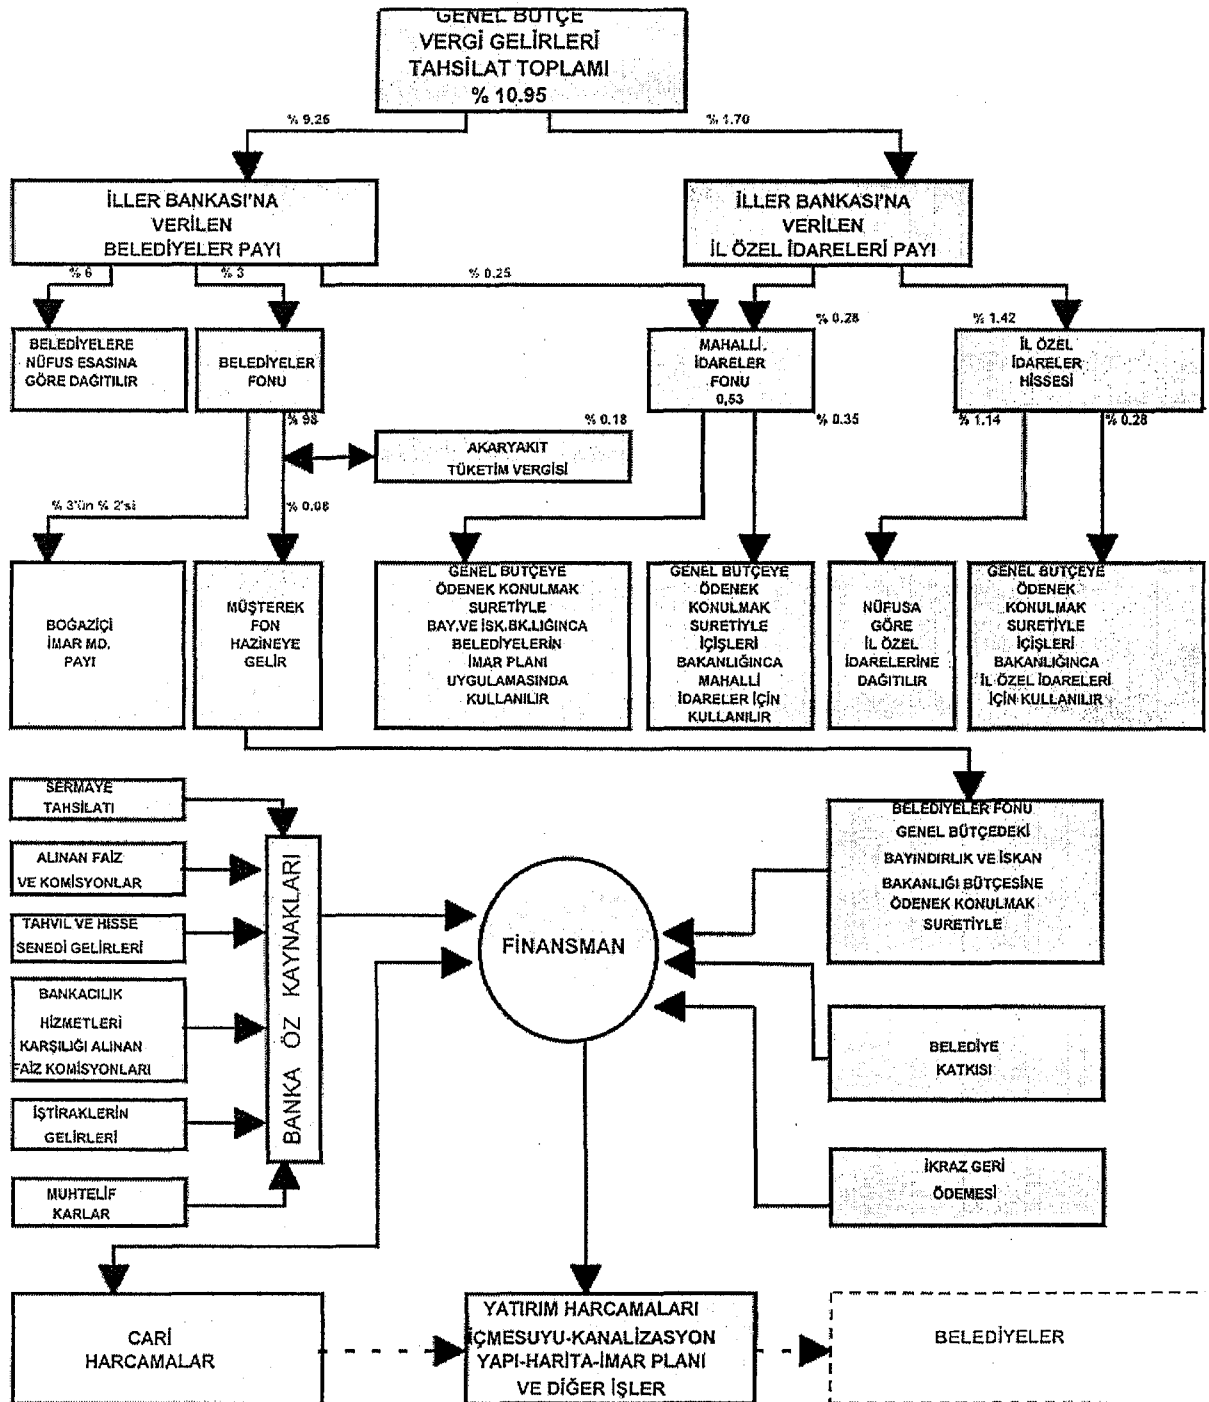 GENEL BÜTÇE
VERGİ GELİRLERİ
TAHSİLAT TOPLAMI
% 10.95
% 9.25
% 1.70
İLLER BANKASI'NA
VERİLEN
BELEDİYELER PAYI
İLLER BANKASI'NA
VERİLEN
İL ÖZEL İDARELERİ PAYI
% 6
% 3
% 0.25
% 0.28
% 1.42
BELEDİYELERE
NÜFUS ESASINA
GÖRE DAĞITILIR
BELEDİYELER
FONU
MAHALLİ.
İDARELER
FONU
0,53
İL ÖZEL
İDARELER
HİSSESİ
% 98
% 0.18
% 0.35
% 1.14
% 0.28
AKARYAKIT
TÜKETİM VERGİSİ
% 3'ün % 2'si
% 0.08
BOĞAZİÇİ
İMAR MD.
PAYI
MÜŞTEREK
FON
HAZİNEYE
GELİR
GENEL BÜTÇEYE
ÖDENEK KONULMAK
SURETİYLE
BAY.VE İSK.BK.LIĞINCA
BELEDİYELERİN
İMAR PLANI
UYGULAMASINDA
KULLANILIR
GENEL BÜTÇEYE
ÖDENEK
KONULMAK
SURETİYLE
İÇİŞLERİ
BAKANLIĞINCA
MAHALLİ
İDARELER İÇİN
KULLANILIR
NÜFUSA
GÖRE
İL ÖZEL
İDARELERİNE
DAĞITILIR
GENEL BÜTÇEYE
ÖDENEK
KONULMAK
SURETİYLE
İÇİŞLERİ
BAKANLIĞINCA
İL ÖZEL İDARELERİ
İÇİN KULLANILIR
SERMAYE
TAHSİLATI
ALINAN FAİZ
VE KOMİSYONLAR
TAHVİL VE HİSSE
SENEDİ GELİRLERİ
BANKACILIK
HİZMETLERİ
KARŞILIĞI ALINAN
FAİZ KOMİSYONLARI
İŞTİRAKLERİN
GELİRLERİ
MUHTELİF
KARLAR
BANKA ÖZ KAYNAKLARI
FİNANSMAN
BELEDİYELER FONU
GENEL BÜTÇEDEKİ
BAYINDIRLIK VE İSKAN
BAKANLIĞI BÜTÇESİNE
ÖDENEK KONULMAK
SURETİYLE
BELEDİYE
KATKISI
İKRAZ GERİ
ÖDEMESİ
CARİ
HARCAMALAR
YATIRIM HARCAMALARI
İÇMESUYU-KANALİZASYON
YAPI-HARİTA-İMAR PLANI
VE DİĞER İŞLER
BELEDİYELER